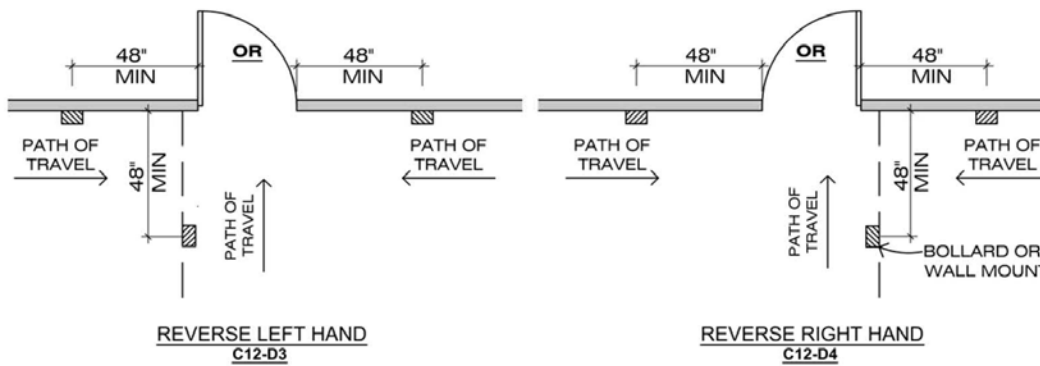 48"
MIN
OR
48"
MIN
PATH OF
TRAVEL
48"
MIN
PATH OF
TRAVEL
PATH OF
TRAVEL
REVERSE LEFT HAND
C12-D3
48"
MIN
OR
48"
MIN
PATH OF
TRAVEL
PATH OF
TRAVEL
48"
MIN
PATH OF
TRAVEL
BOLLARD OR
WALL MOUNT
REVERSE RIGHT HAND
C12-D4